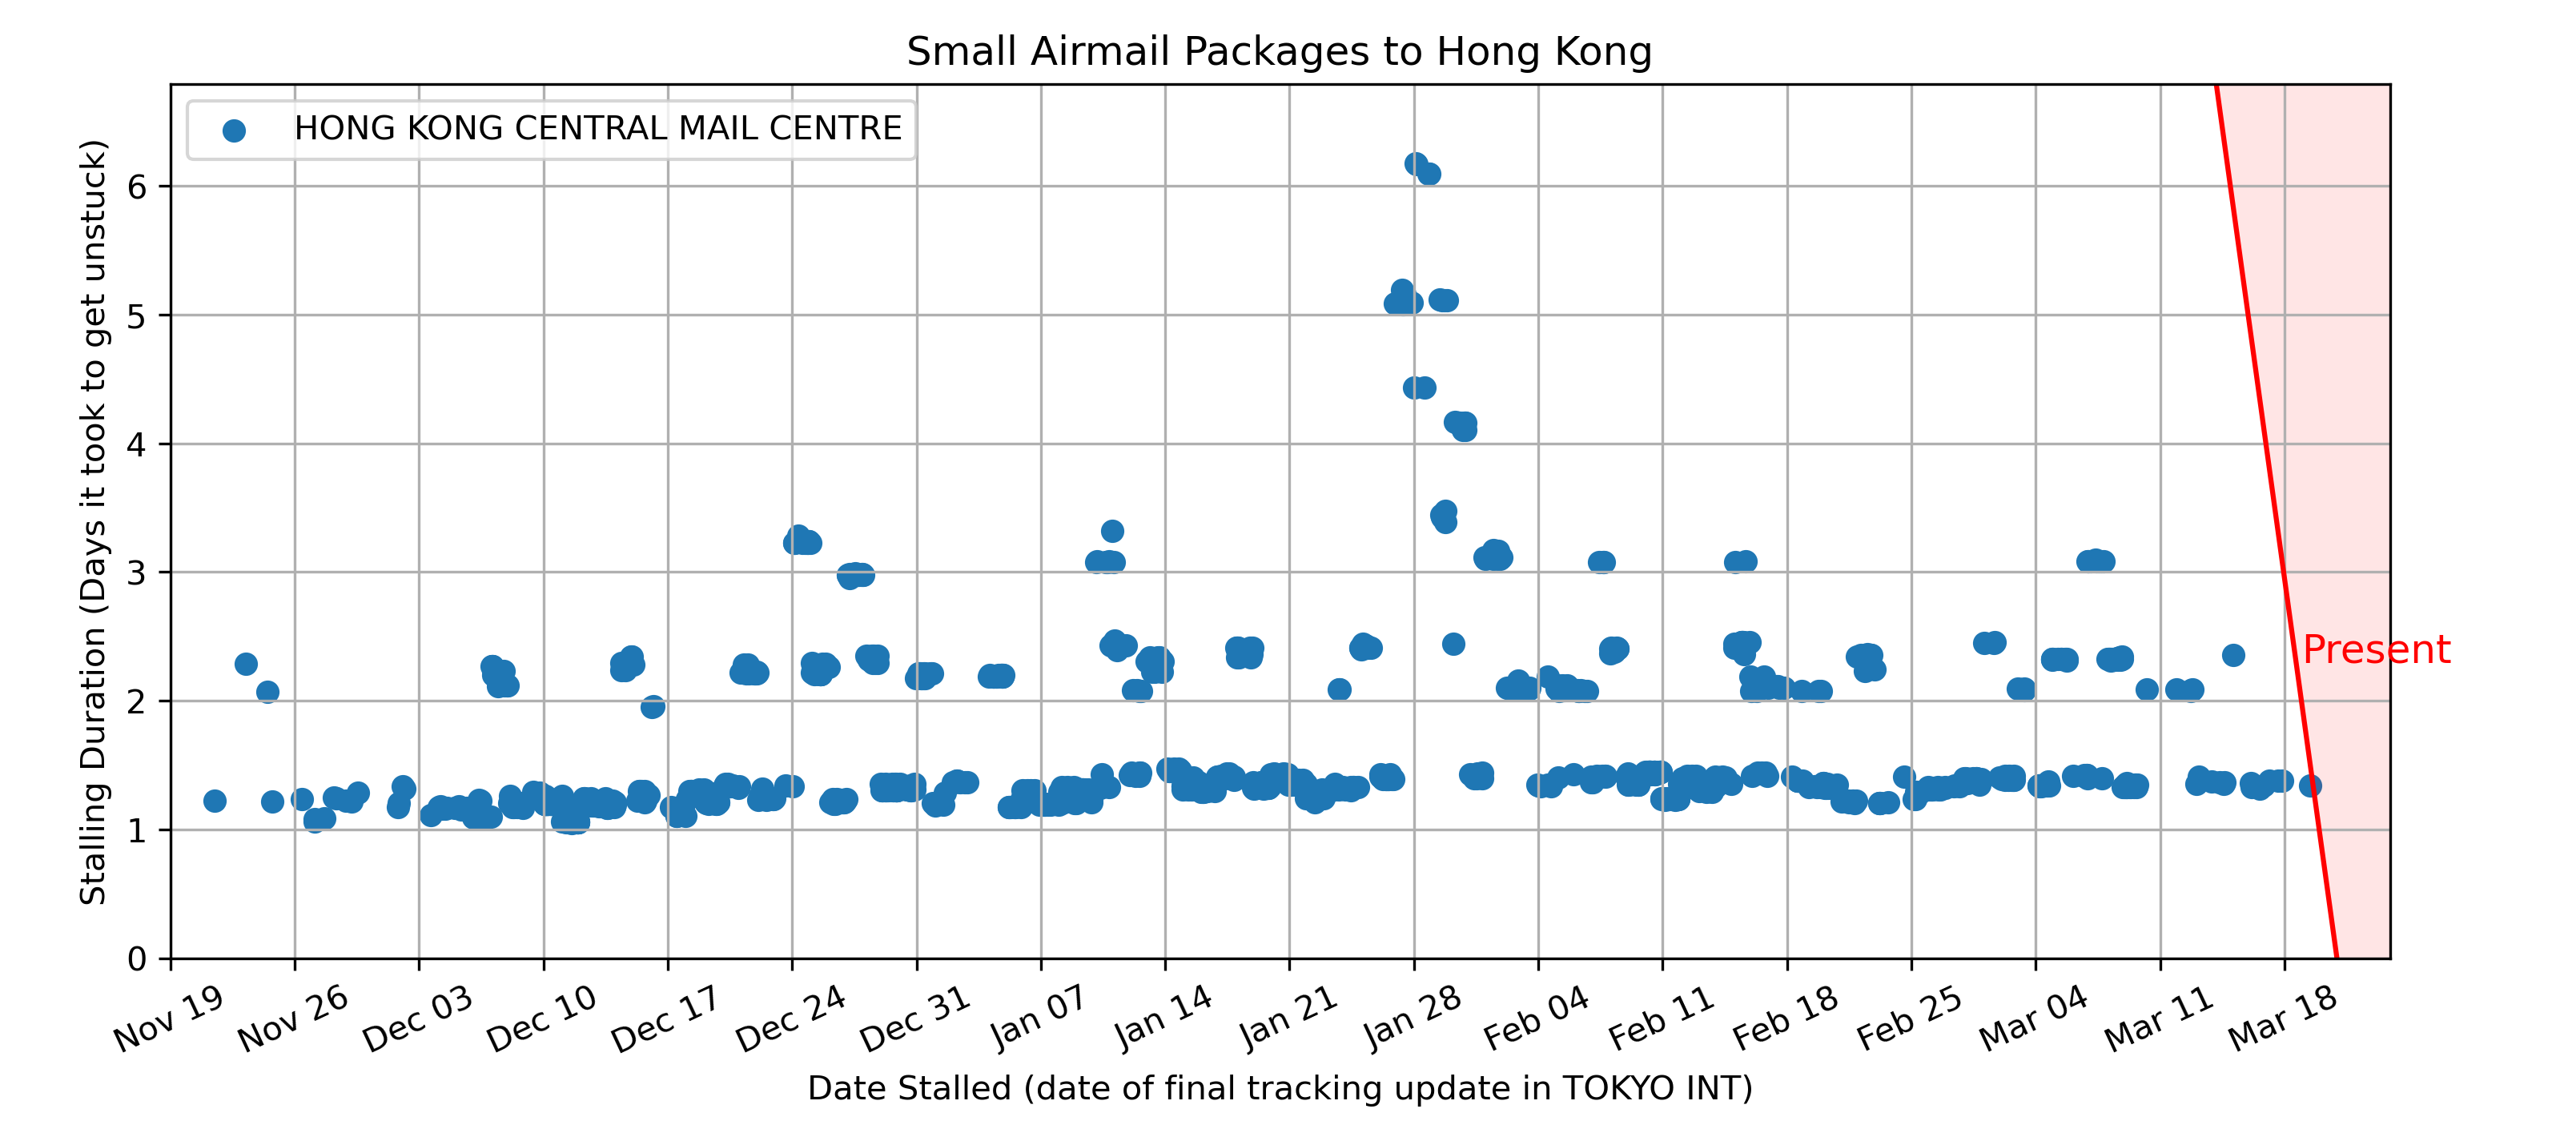 Small Airmail Packages to Hong Kong
HONG KONG CENTRAL MAIL CENTRE
Stalling Duration (Days it took to get unstuck)
6
5
4
3
2
1
0
Present
Nov 19
Nov 26
Dec 03
Dec 10
Dec 17
Dec 24
Dec 31
Jan 07
Jan 14
Jan 21
Jan 28
Feb 04
Feb 11
Feb 18
Feb 25
Mar 04
Mar 11
Mar 18
Date Stalled (date of final tracking update in TOKYO INT)